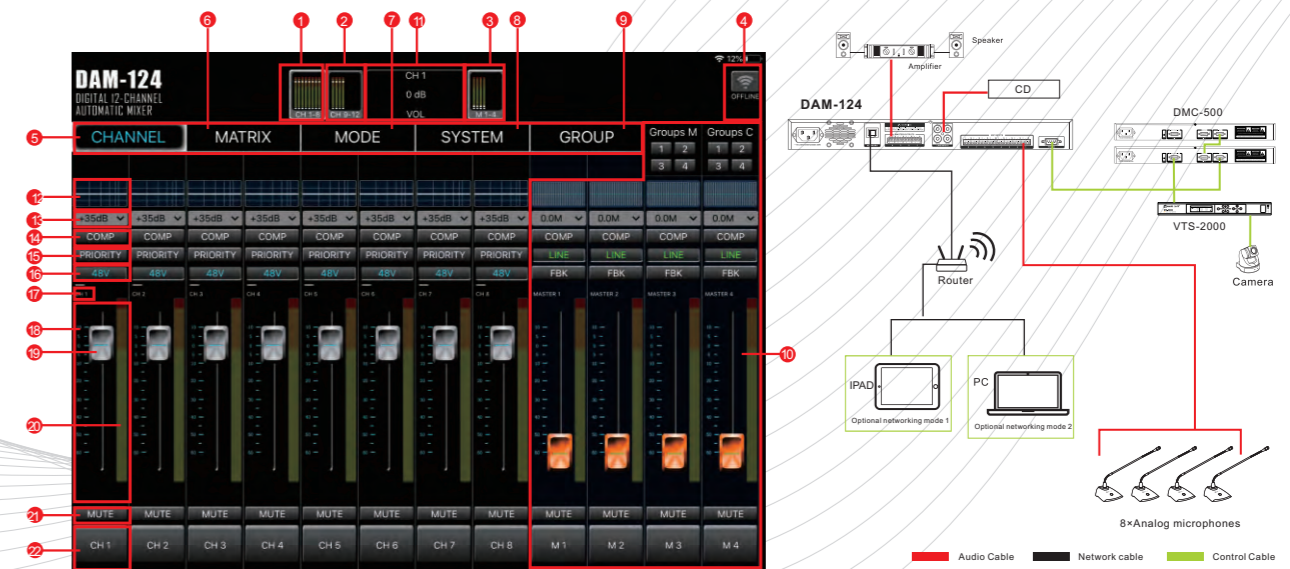 6 1 2 7 11 3 8 9 4
12%
DAM-124
DIGITAL 12-CHANNEL
AUTOMATIC MIXER
CH 1-8 CH 9-12
CH 1
0 dB
VOL
M 1-4
OFFLINE
5 CHANNEL MATRIX MODE SYSTEM GROUP
Groups M Groups C
1 2 1 2
3 4 3 4
12
13 +35dB +35dB +35dB +35dB +35dB +35dB +35dB 0.0M 0.0M 0.0M 0.0M
14 COMP COMP COMP COMP COMP COMP COMP COMP COMP COMP COMP
15 PRIORITY PRIORITY PRIORITY PRIORITY PRIORITY PRIORITY PRIORITY LINE LINE LINE LINE
16 48V 48V 48V 48V 48V 48V 48V FBK FBK FBK FBK
17 CH 2 CH 3 CH 4 CH 5 CH 6 CH 7 CH 8 MASTER 1 MASTER 2 MASTER 3 MASTER 4
18
19
10
20
21 MUTE MUTE MUTE MUTE MUTE MUTE MUTE MUTE MUTE MUTE MUTE MUTE
22 CH 1 CH 2 CH 3 CH 4 CH 5 CH 6 CH 7 CH 8 M 1 M 2 M 3 M 4
Speaker
Amplifier
CD
DAM-124
DMC-500
VTS-2000
Camera
Router
IPAD
Optional networking mode 1
PC
Optional networking mode 2
8×Analog microphones
Audio Cable Network cable Control Cable